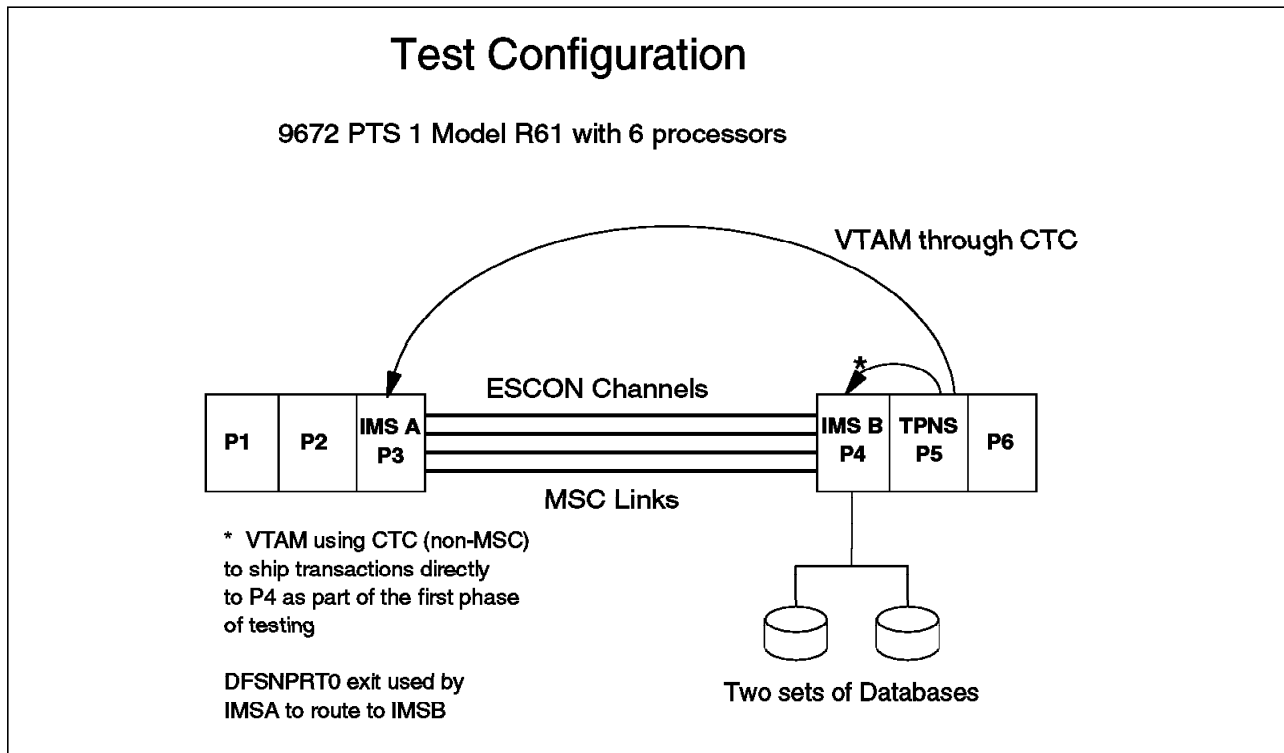 Test Configuration
9672 PTS 1 Model R61 with 6 processors
VTAM through CTC
*
ESCON Channels
P1
P2
IMS A
P3
IMS B
P4
TPNS
P5
P6
MSC Links
* VTAM using CTC (non-MSC)
to ship transactions directly
to P4 as part of the first phase
of testing
DFSNPRT0 exit used by
IMSA to route to IMSB
Two sets of Databases